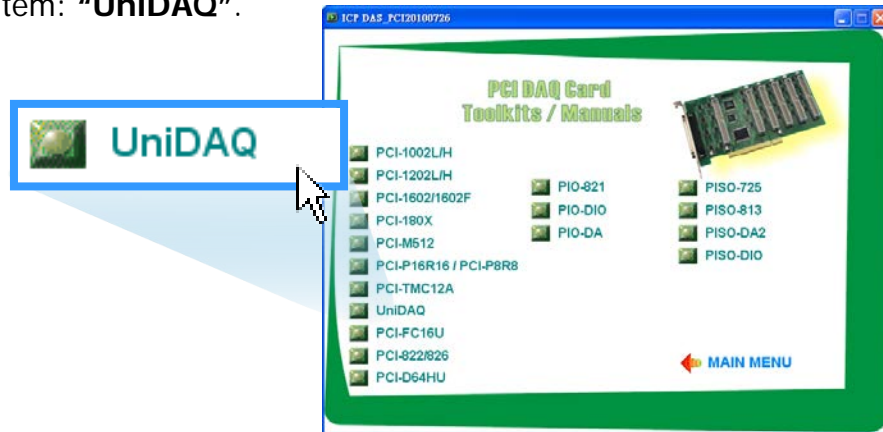 tem: "UniDAQ".
ICP DAS_PCI20100726
PCI DAQ Card
Toolkits / Manuals
UniDAQ
PCI-1002L/H
PCI-1202L/H
PCI-1602/1602F
PCI-180X
PCI-M512
PCI-P16R16 / PCI-P8R8
PCI-TMC12A
UniDAQ
PCI-FC16U
PCI-822/826
PCI-D64HU
PIO-821
PIO-DIO
PIO-DA
PISO-725
PISO-813
PISO-DA2
PISO-DIO
MAIN MENU